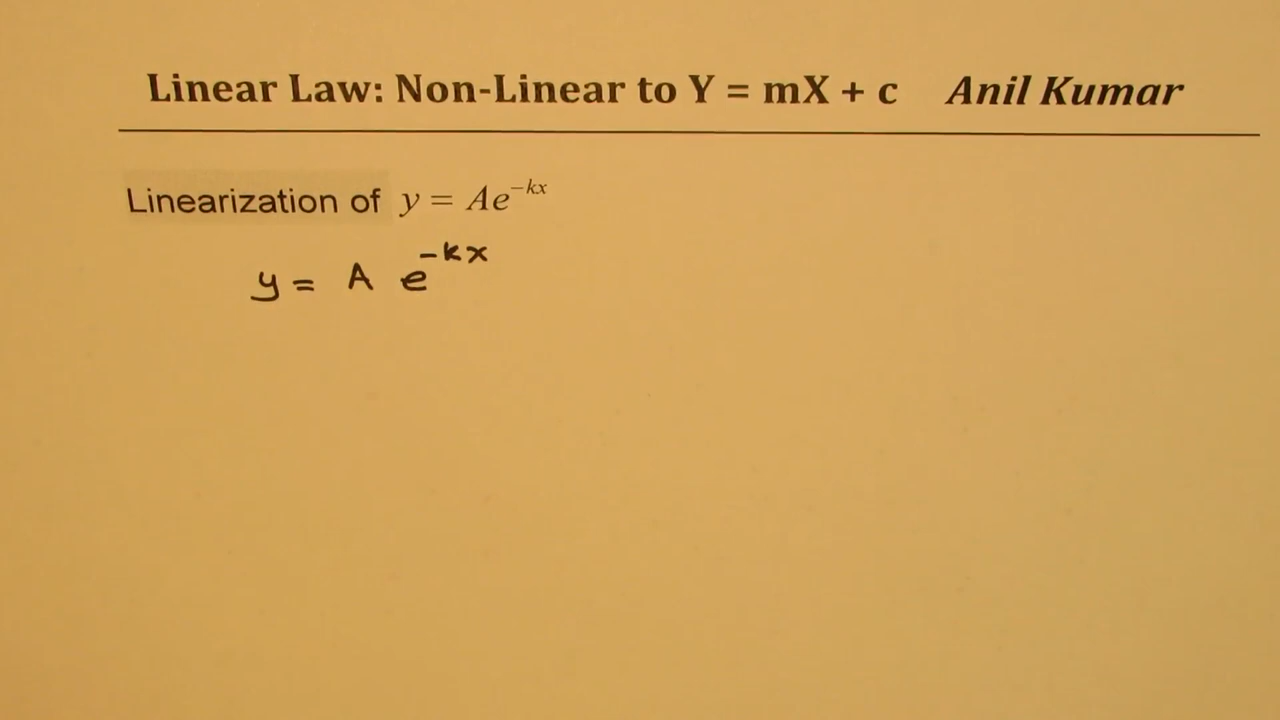 Linear Law: Non-Linear to Y = mX + c Anil Kumar
Linearization of y = Ae^{-kx}
y = A e^{-kx}